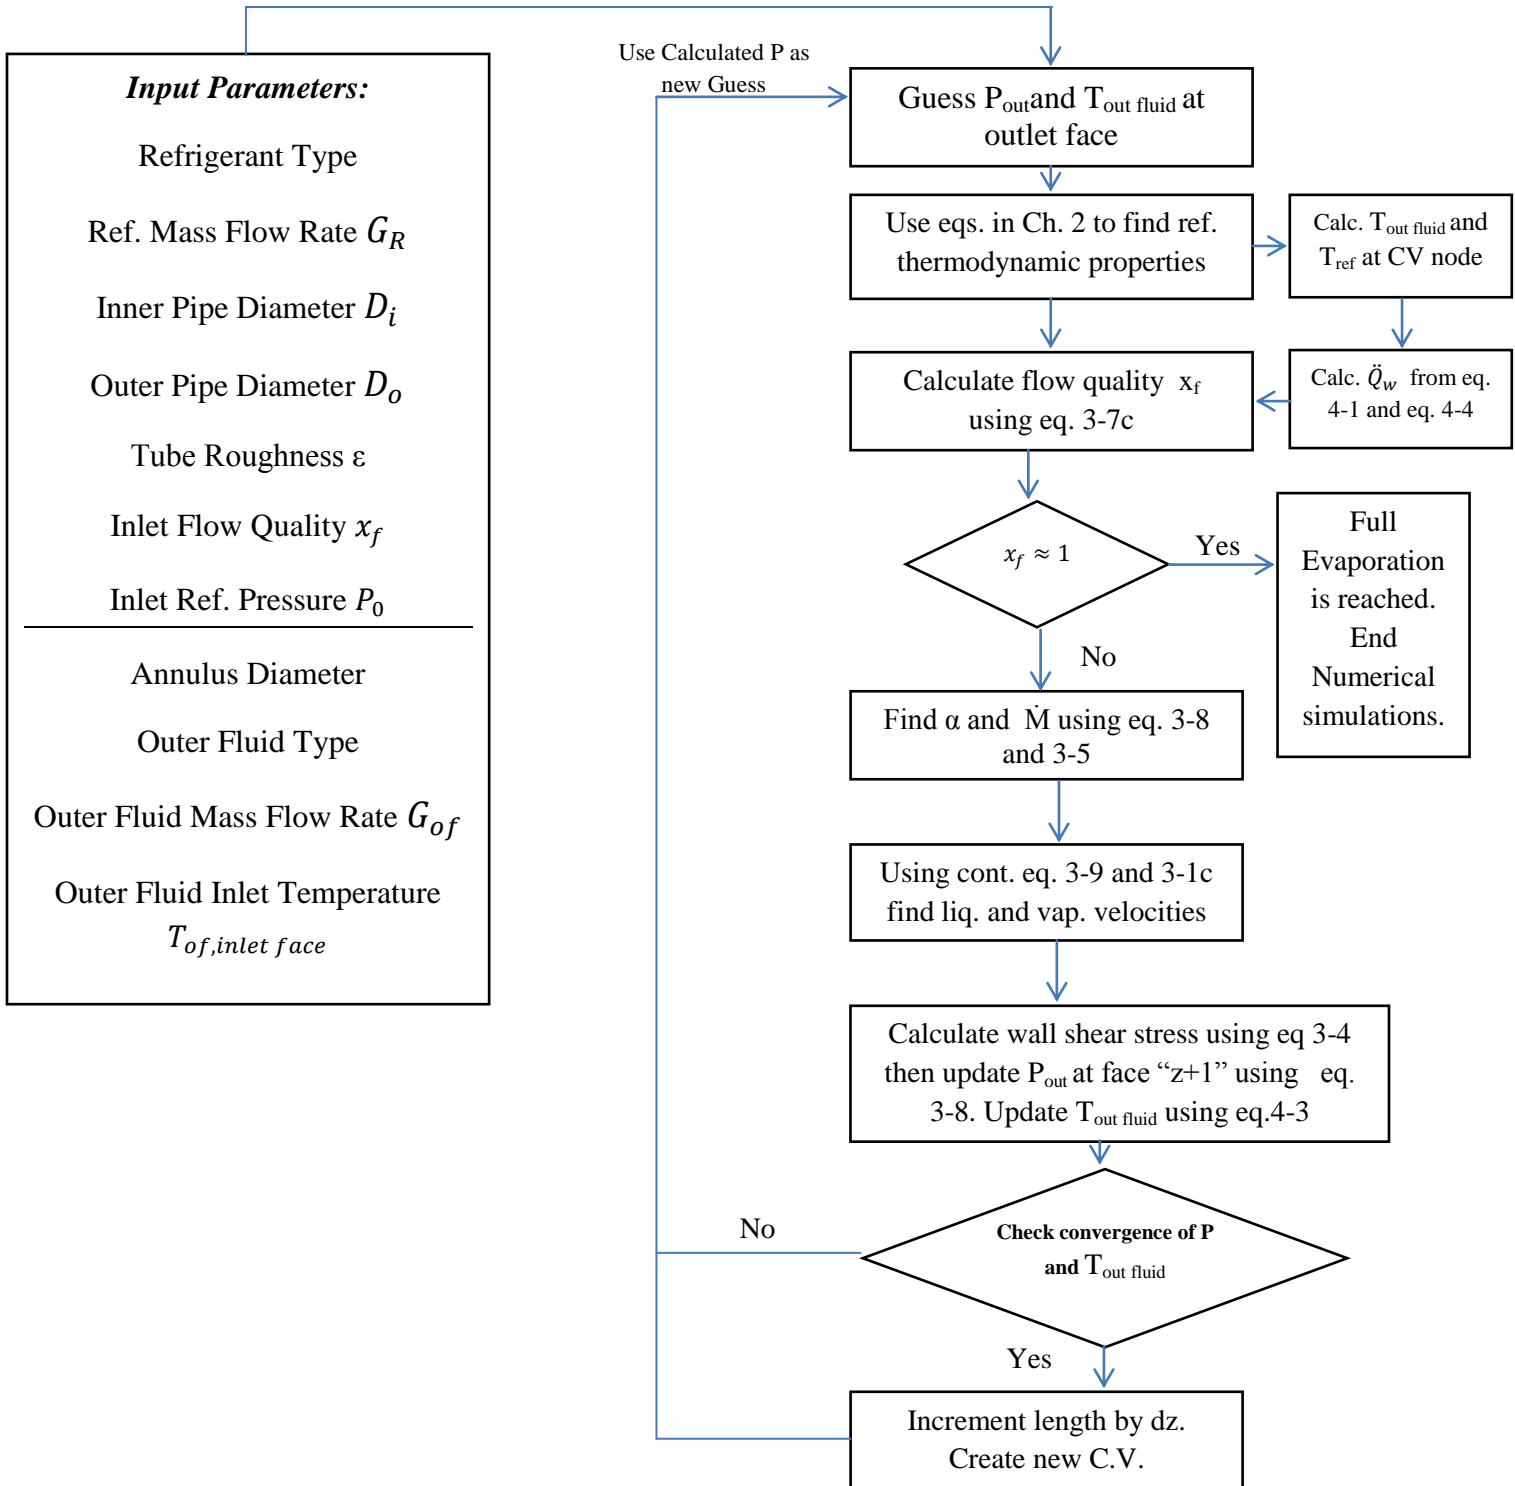 Input Parameters:
Refrigerant Type
Ref. Mass Flow Rate G_R
Inner Pipe Diameter D_i
Outer Pipe Diameter D_o
Tube Roughness ε
Inlet Flow Quality x_f
Inlet Ref. Pressure P_0
Annulus Diameter
Outer Fluid Type
Outer Fluid Mass Flow Rate G_of
Outer Fluid Inlet Temperature
T_of,inlet face
Use Calculated P as
new Guess
Guess P_out and T_out fluid at
outlet face
Use eqs. in Ch. 2 to find ref.
thermodynamic properties
Calc. T_out fluid and
T_ref at CV node
Calc. Q̈_w from eq.
4-1 and eq. 4-4
Calculate flow quality x_f
using eq. 3-7c
x_f ≈ 1
Yes
Full
Evaporation
is reached.
End
Numerical
simulations.
No
Find α and Ṁ using eq. 3-8
and 3-5
Using cont. eq. 3-9 and 3-1c
find liq. and vap. velocities
Calculate wall shear stress using eq 3-4
then update P_out at face “z+1” using eq.
3-8. Update T_out fluid using eq.4-3
Check convergence of P
and T_out fluid
No
Yes
Increment length by dz.
Create new C.V.